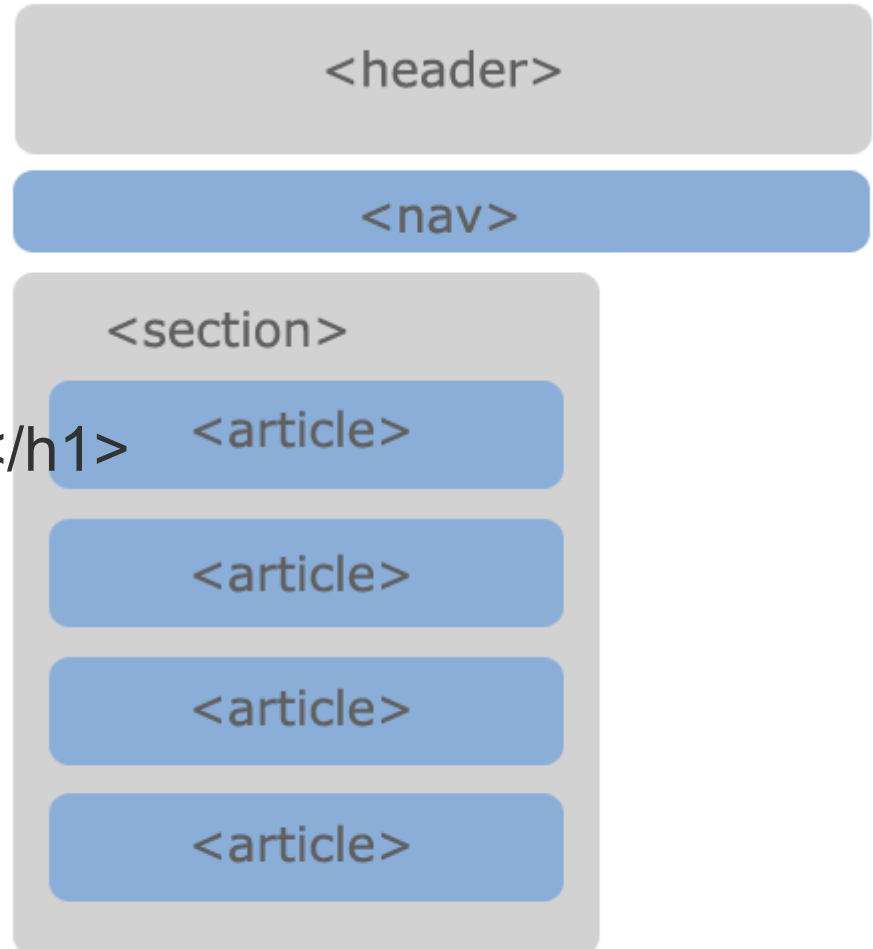 <header>
<nav>
<section>
<article>
</h1>
<article>
<article>
<article>